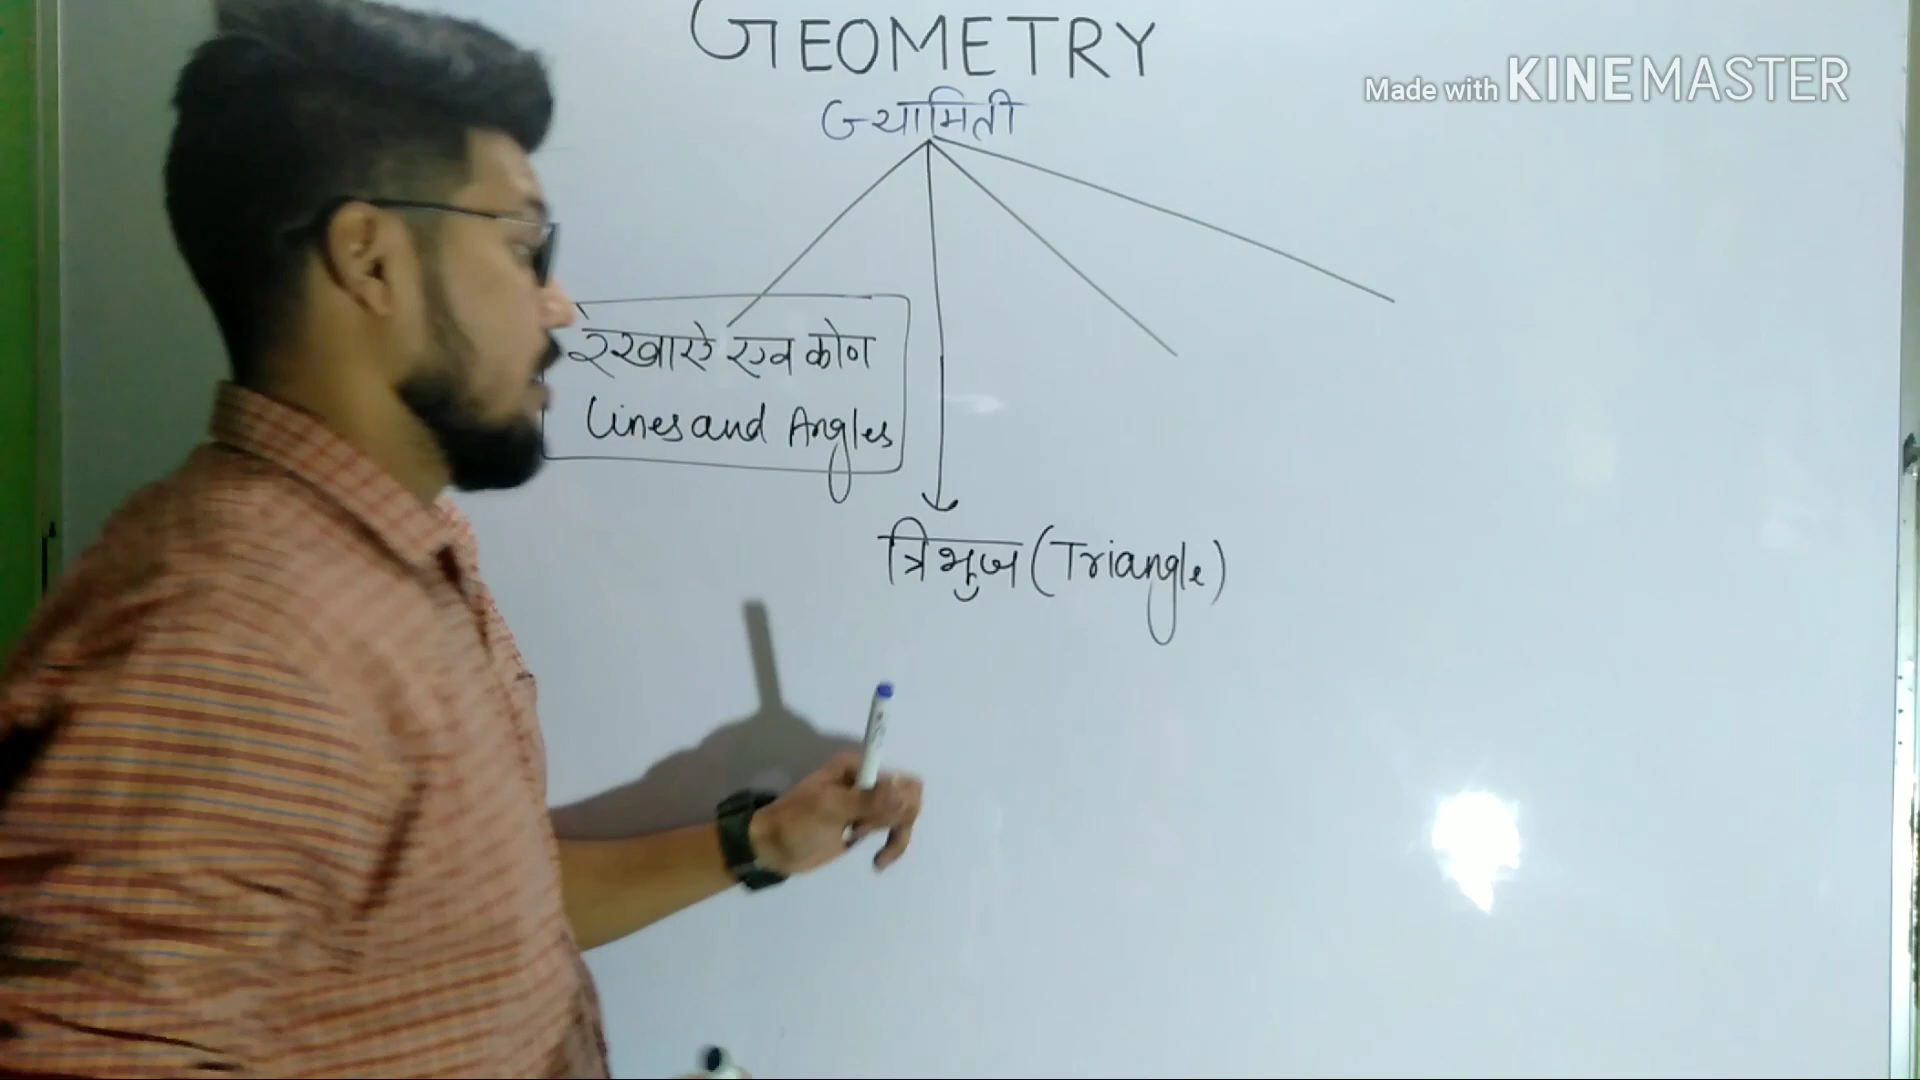 GEOMETRY
Made with KINEMASTER
ज्यामिती
रेखाऐ एव कोण
Lines and Angles
त्रिभुज (Triangle)